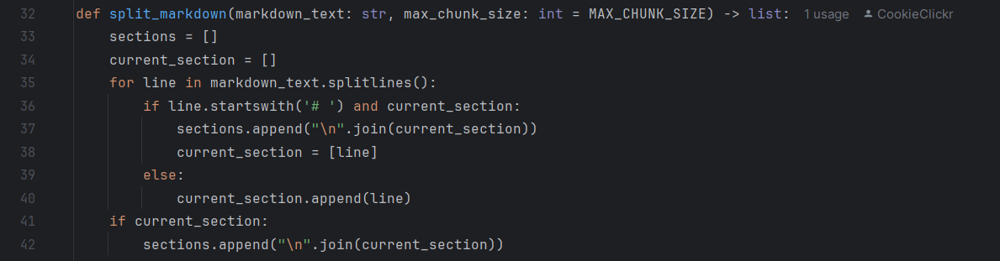 32 def split_markdown(markdown_text: str, max_chunk_size: int = MAX_CHUNK_SIZE) -> list: 1 usage CookieClickr
33     sections = []
34     current_section = []
35     for line in markdown_text.splitlines():
36         if line.startswith('# ') and current_section:
37             sections.append("\n".join(current_section))
38             current_section = [line]
39         else:
40             current_section.append(line)
41     if current_section:
42         sections.append("\n".join(current_section))